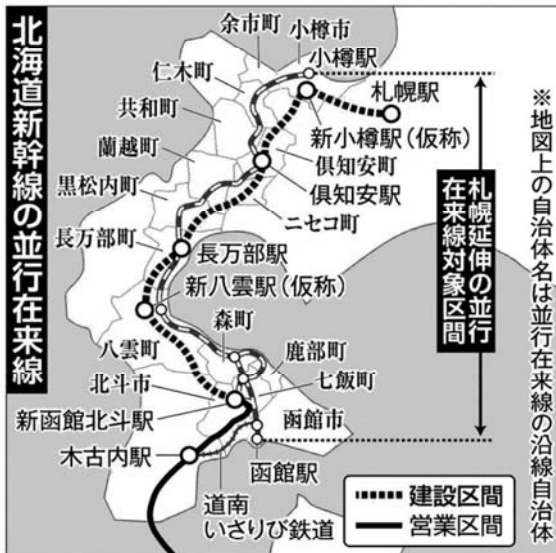 北海道新幹線の並行在来線
余市町
小樽市
小樽駅
仁木町
札幌駅
共和町
新小樽駅（仮称）
蘭越町
倶知安町
倶知安駅
黒松内町
ニセコ町
長万部町
長万部駅
新八雲駅（仮称）
森町
八雲町
鹿部町
北斗市
七飯町
新函館北斗駅
函館市
木古内駅
函館駅
道南
いさりび鉄道
札幌延伸の並行
在来線対象区間
※地図上の自治体名は並行在来線の沿線自治体
建設区間
営業区間